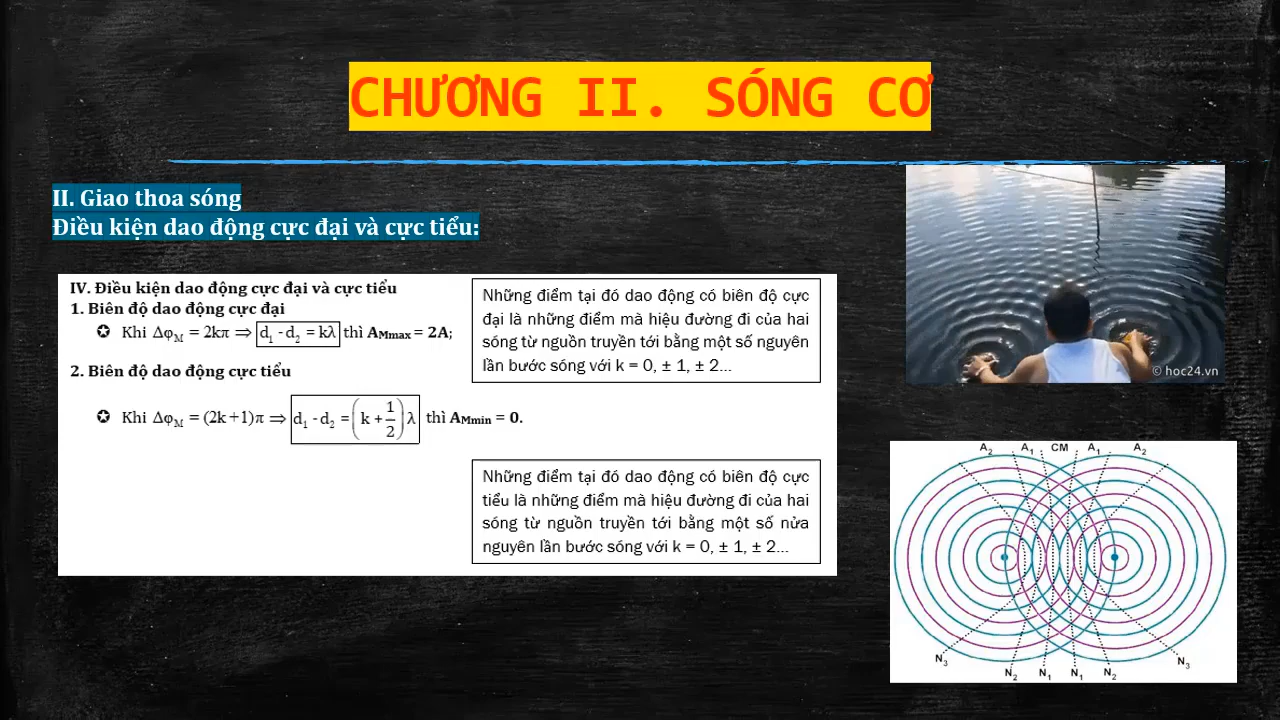 CHƯƠNG II. SÓNG CƠ
II. Giao thoa sóng
Điều kiện dao động cực đại và cực tiểu:
IV. Điều kiện dao động cực đại và cực tiểu
1. Biên độ dao động cực đại
✪ Khi Δφ_M = 2kπ ⇒ d₁ - d₂ = kλ thì A_Mmax = 2A;
Những điểm tại đó dao động có biên độ cực
đại là những điểm mà hiệu đường đi của hai
sóng từ nguồn truyền tới bằng một số nguyên
lần bước sóng với k = 0, ± 1, ± 2...
2. Biên độ dao động cực tiểu
✪ Khi Δφ_M = (2k+1)π ⇒ d₁ - d₂ = (k + 1/2) λ thì A_Mmin = 0.
Những điểm tại đó dao động có biên độ cực
tiểu là những điểm mà hiệu đường đi của hai
sóng từ nguồn truyền tới bằng một số nửa
nguyên lần bước sóng với k = 0, ± 1, ± 2...
© hoc24.vn
A₂ A₁ CM A₁ A₂
N₃ N₂ N₁ N₁ N₂ N₃